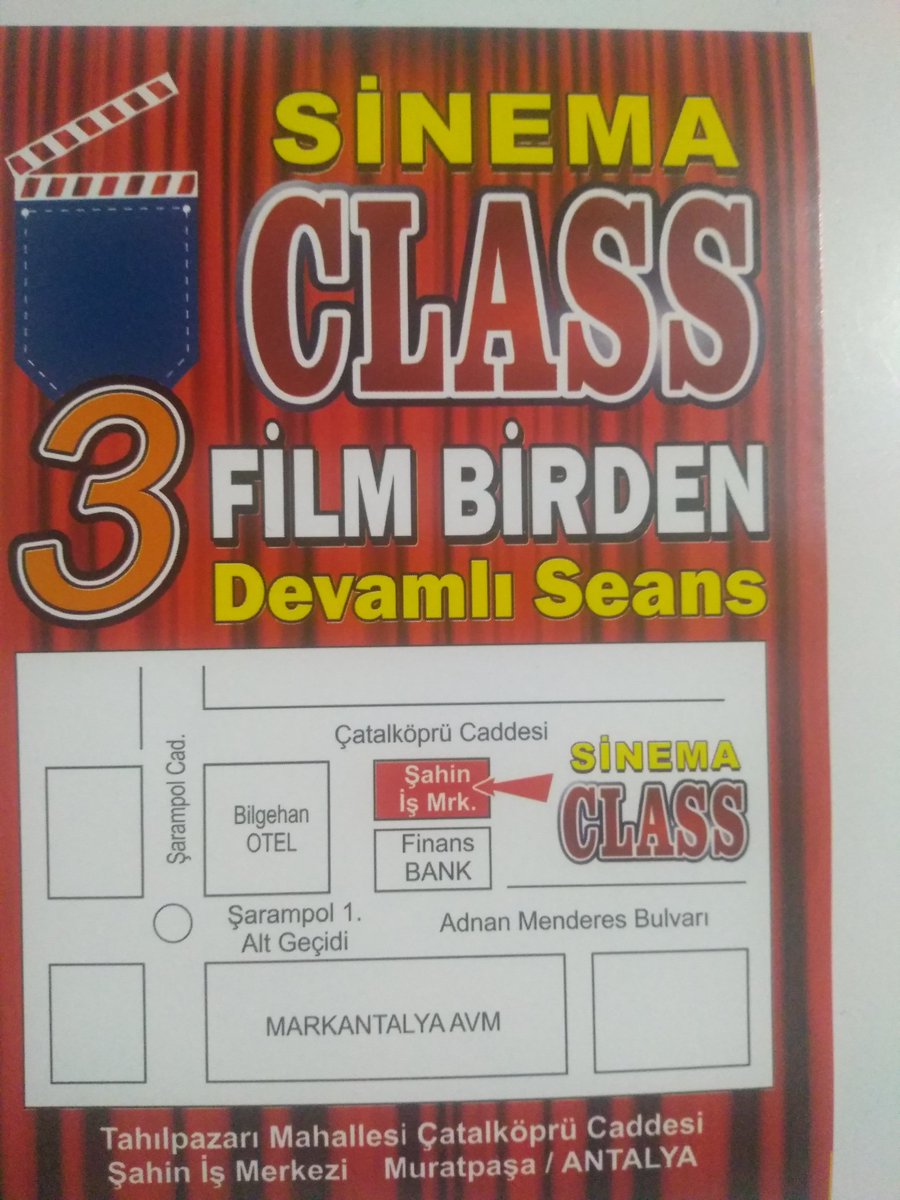 SİNEMA
CLASS
3
FİLM BİRDEN
Devamlı Seans
Çatalköprü Caddesi
Şarampol Cad.
Bilgehan
OTEL
Şahin
İş Mrk.
SİNEMA
CLASS
Finans
BANK
Şarampol 1.
Alt Geçidi
Adnan Menderes Bulvarı
MARKANTALYA AVM
Tahılpazarı Mahallesi Çatalköprü Caddesi
Şahin İş Merkezi Muratpaşa / ANTALYA